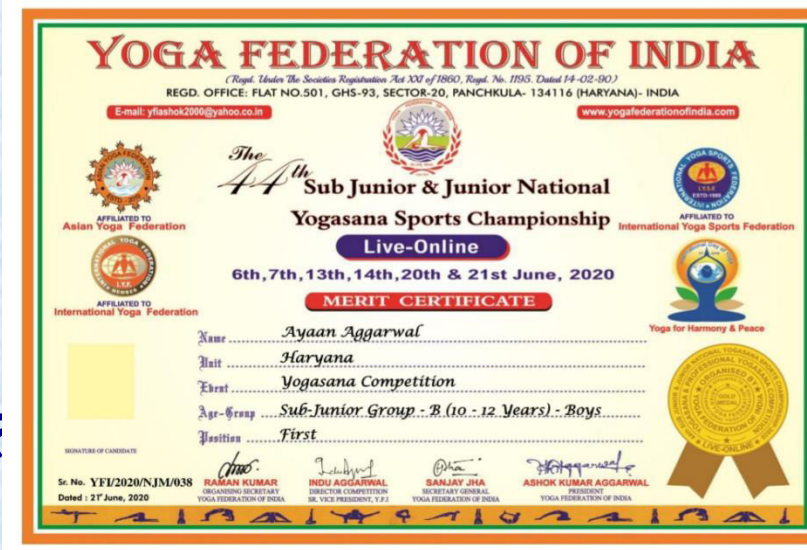 YOGA FEDERATION OF INDIA
(Regd. Under The Societies Registration Act XXI of 1860, Regd. No. 1195. Dated 14-02-90)
REGD. OFFICE: FLAT NO.501, GHS-93, SECTOR-20, PANCHKULA- 134116 (HARYANA)- INDIA
E-mail: yfiashok2000@yahoo.co.in
www.yogafederationofindia.com
The
44th Sub Junior & Junior National
Yogasana Sports Championship
Live-Online
6th,7th,13th,14th,20th & 21st June, 2020
MERIT CERTIFICATE
AFFILIATED TO
Asian Yoga Federation
AFFILIATED TO
International Yoga Federation
AFFILIATED TO
International Yoga Sports Federation
Yoga for Harmony & Peace
Name Ayaan Aggarwal
Unit Haryana
Event Yogasana Competition
Age-Group Sub-Junior Group - B (10 - 12 Years) - Boys
Position First
SIGNATURE OF CANDIDATE
GOLD
MEDAL
LIVE-ONLINE
Sr. No. YFI/2020/NJM/038
Dated : 21st June, 2020
RAMAN KUMAR
ORGANISING SECRETARY
YOGA FEDERATION OF INDIA
INDU AGGARWAL
DIRECTOR COMPETITION
SR. VICE PRESIDENT, Y.F.I
SANJAY JHA
SECRETARY GENERAL
YOGA FEDERATION OF INDIA
ASHOK KUMAR AGGARWAL
PRESIDENT
YOGA FEDERATION OF INDIA